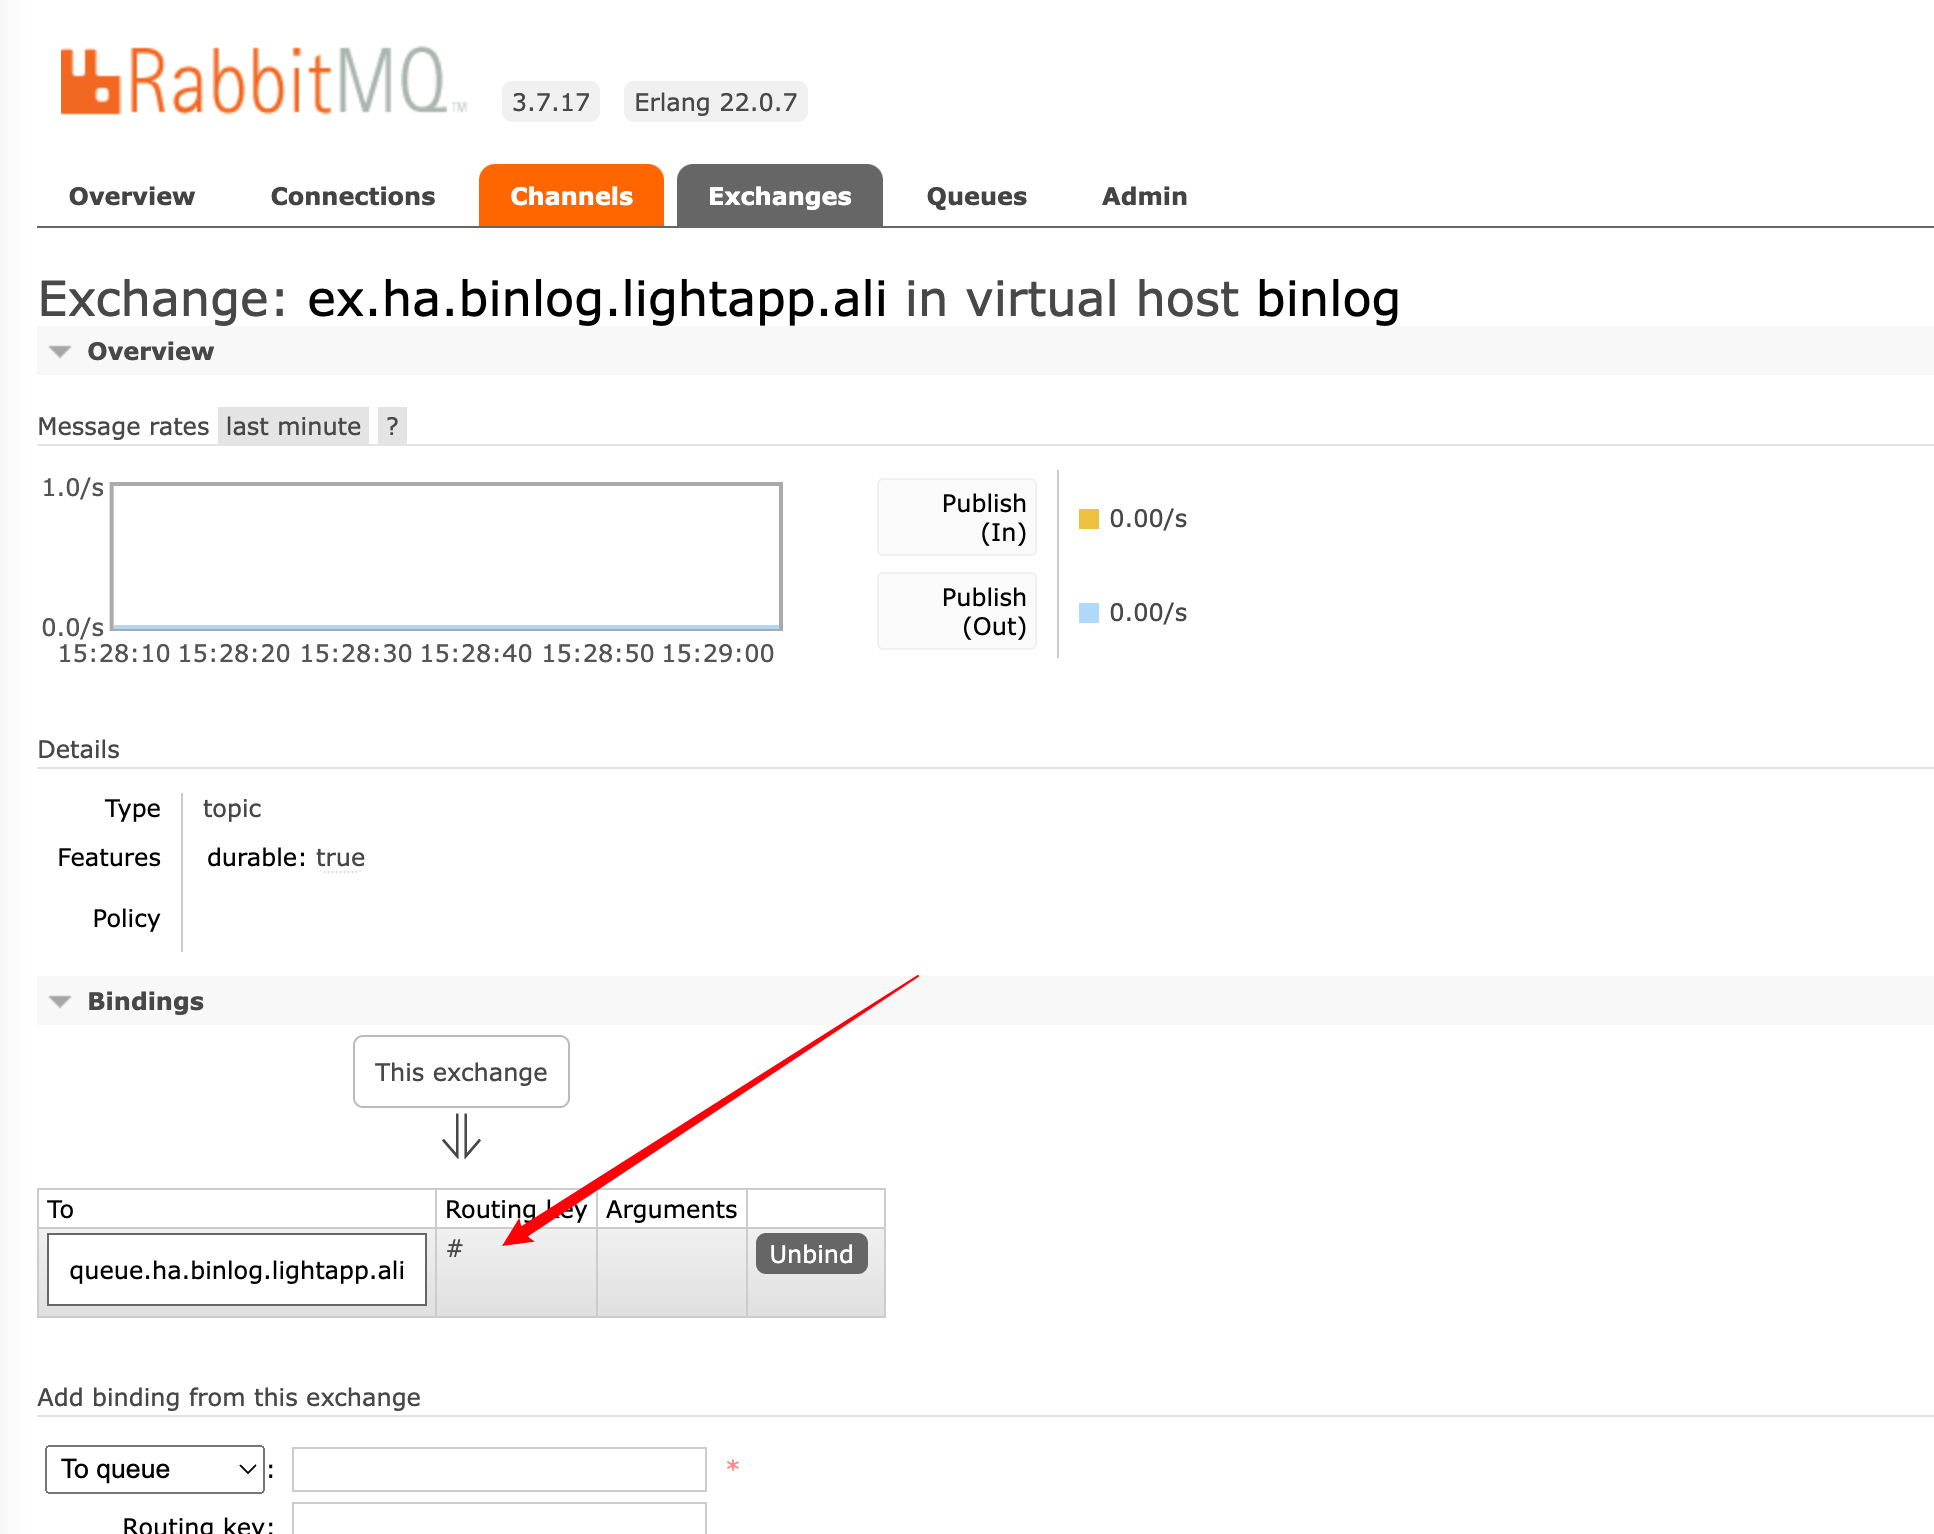 RabbitMQ TM 3.7.17 Erlang 22.0.7
Overview Connections Channels Exchanges Queues Admin
Exchange: ex.ha.binlog.lightapp.ali in virtual host binlog
Overview
Message rates last minute ?
1.0/s
0.0/s
15:28:10 15:28:20 15:28:30 15:28:40 15:28:50 15:29:00
Publish
(In)
0.00/s
Publish
(Out)
0.00/s
Details
Type topic
Features durable: true
Policy
Bindings
This exchange
To Routing key Arguments
queue.ha.binlog.lightapp.ali # Unbind
Add binding from this exchange
To queue : *
Routing key: